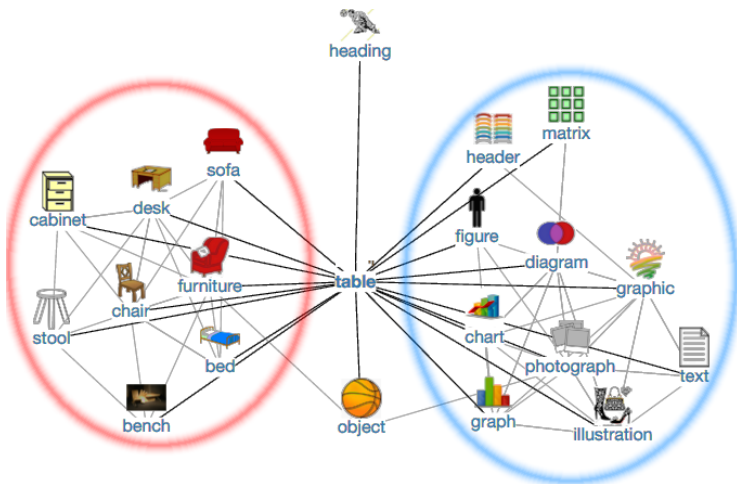 heading
matrix
header
sofa
desk
cabinet
figure
diagram
table
furniture
graphic
chair
stool
chart
bed
photograph
text
bench
object
graph
illustration